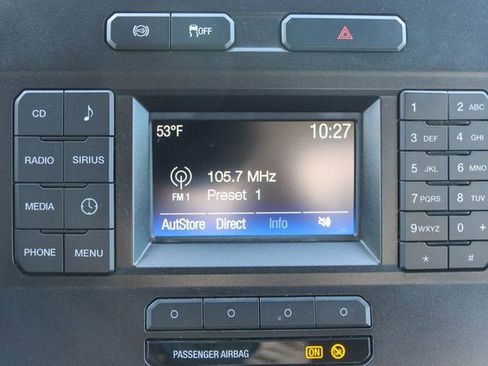 OFF
CD
RADIO SIRIUS
MEDIA
PHONE MENU
53°F 10:27
105.7 MHz
FM 1 Preset 1
AutStore Direct Info
1 2 ABC
3 DEF 4 GHI
5 JKL 6 MNO
7 PQRS 8 TUV
9 WXYZ 0 +
* #
PASSENGER AIRBAG ON